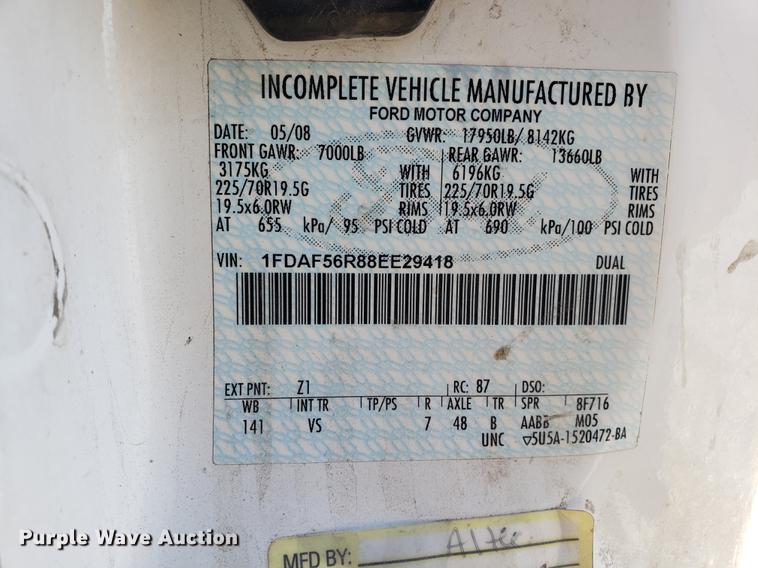 INCOMPLETE VEHICLE MANUFACTURED BY
FORD MOTOR COMPANY
DATE: 05/08 GVWR: 17950LB/ 8142KG
FRONT GAWR: 7000LB REAR GAWR: 13660LB
3175KG WITH 6196KG WITH
225/70R19.5G TIRES 225/70R19.5G TIRES
19.5x6.0RW RIMS 19.5x6.0RW RIMS
AT 655 kPa/ 95 PSI COLD AT 690 kPa/100 PSI COLD
VIN: 1FDAF56R88EE29418 DUAL
EXT PNT: Z1 RC: 87 DSO:
WB INT TR TP/PS R AXLE TR SPR 8F716
141 VS 7 48 B AABB M05
UNC ▽5U5A-1520472-BA
Purple Wave Auction
MFD BY: Altec